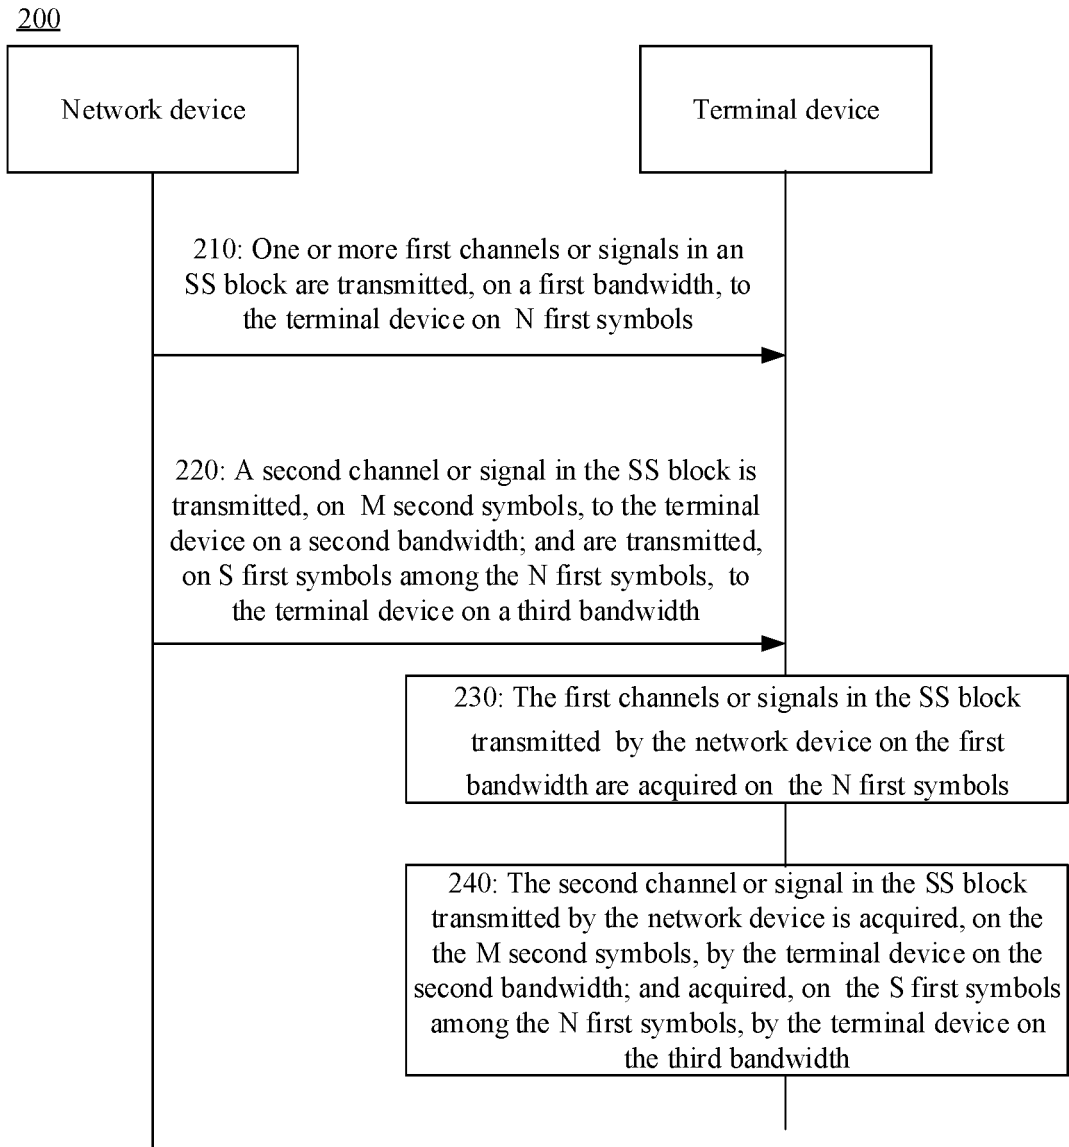 200
Network device
Terminal device
210: One or more first channels or signals in an
SS block are transmitted, on a first bandwidth, to
the terminal device on N first symbols
220: A second channel or signal in the SS block is
transmitted, on M second symbols, to the terminal
device on a second bandwidth; and are transmitted,
on S first symbols among the N first symbols, to
the terminal device on a third bandwidth
230: The first channels or signals in the SS block
transmitted by the network device on the first
bandwidth are acquired on the N first symbols
240: The second channel or signal in the SS block
transmitted by the network device is acquired, on the
the M second symbols, by the terminal device on the
second bandwidth; and acquired, on the S first symbols
among the N first symbols, by the terminal device on
the third bandwidth